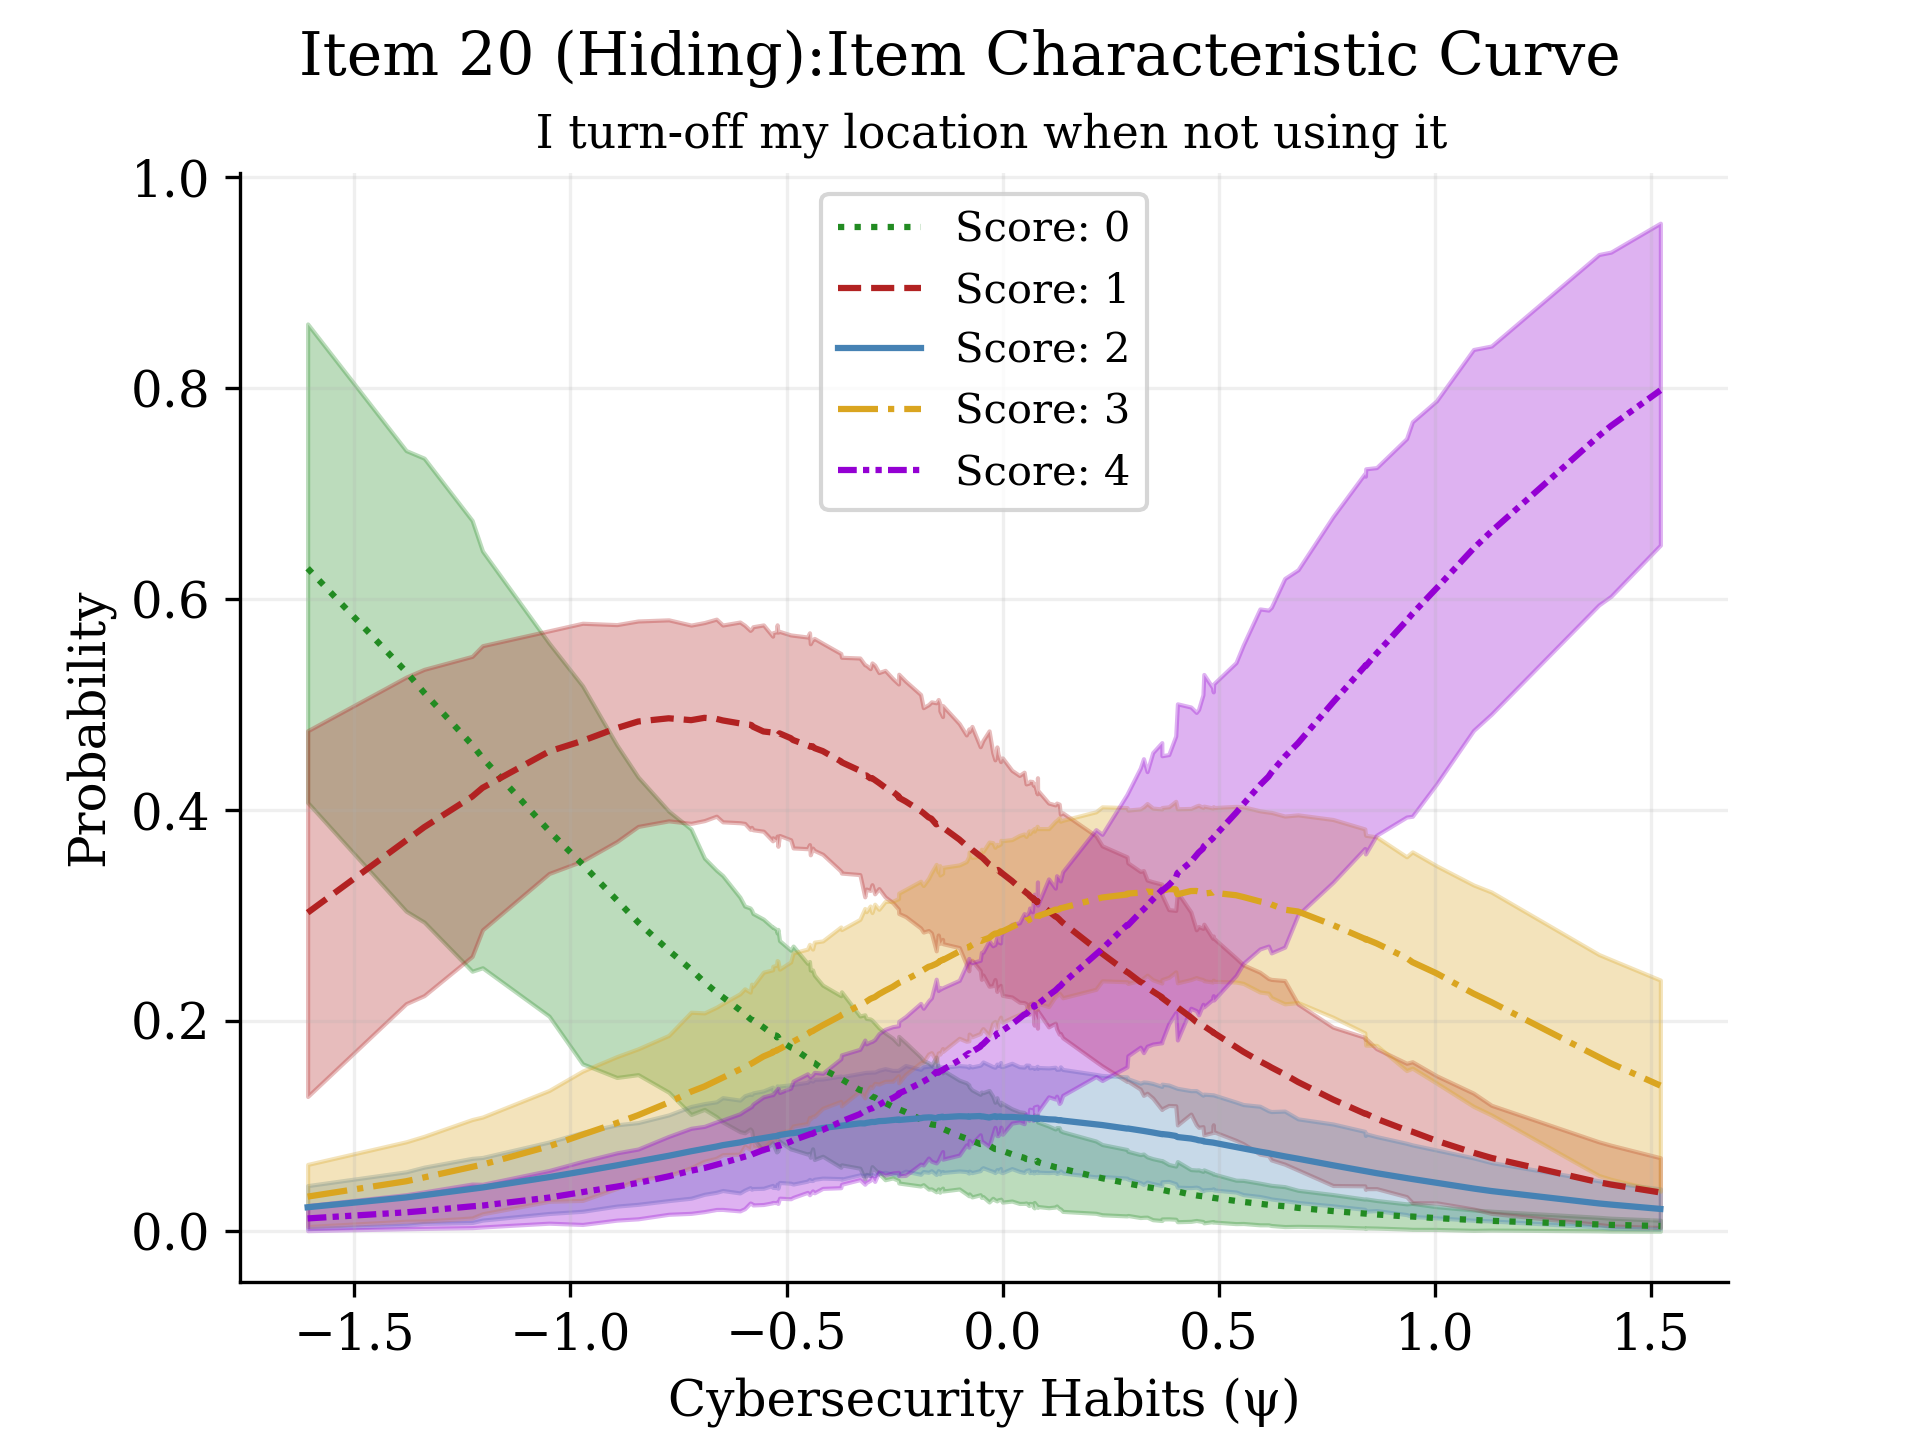 Item 20 (Hiding):Item Characteristic Curve
I turn-off my location when not using it
1.0
0.8
0.6
0.4
0.2
0.0
Probability
Score: 0
Score: 1
Score: 2
Score: 3
Score: 4
−1.5
−1.0
−0.5
0.0
0.5
1.0
1.5
Cybersecurity Habits (ψ)